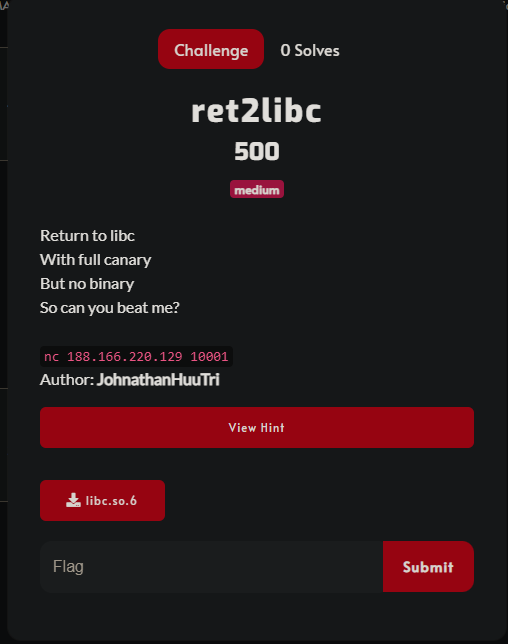 Challenge
0 Solves
ret2libc
500
medium
Return to libc
With full canary
But no binary
So can you beat me?
nc 188.166.220.129 10001
Author: JohnathanHuuTri
View Hint
libc.so.6
Flag
Submit